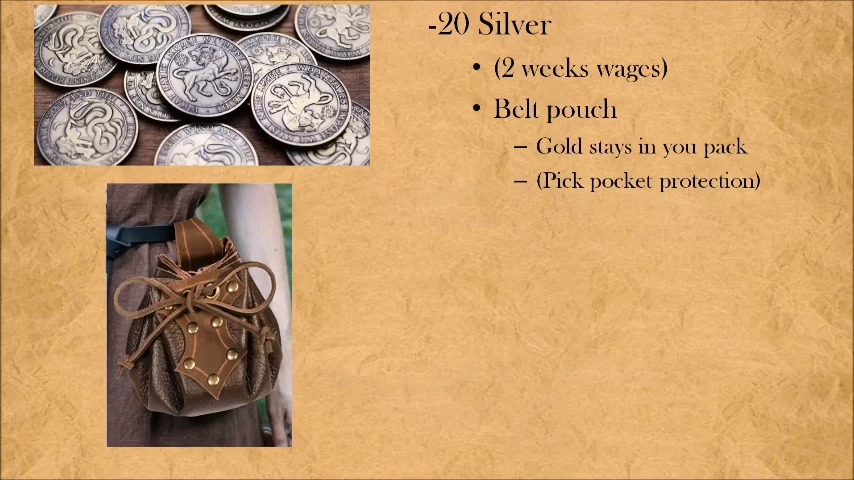 -20 Silver
• (2 weeks wages)
• Belt pouch
– Gold stays in you pack
– (Pick pocket protection)